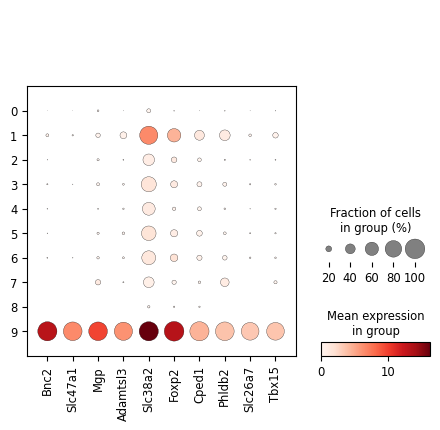 0
1
2
3
4
5
6
7
8
9
Bnc2
Slc47a1
Mgp
Adamtsl3
Slc38a2
Foxp2
Cped1
Phldb2
Slc26a7
Tbx15
Fraction of cells
in group (%)
20 40 60 80 100
Mean expression
in group
0 10